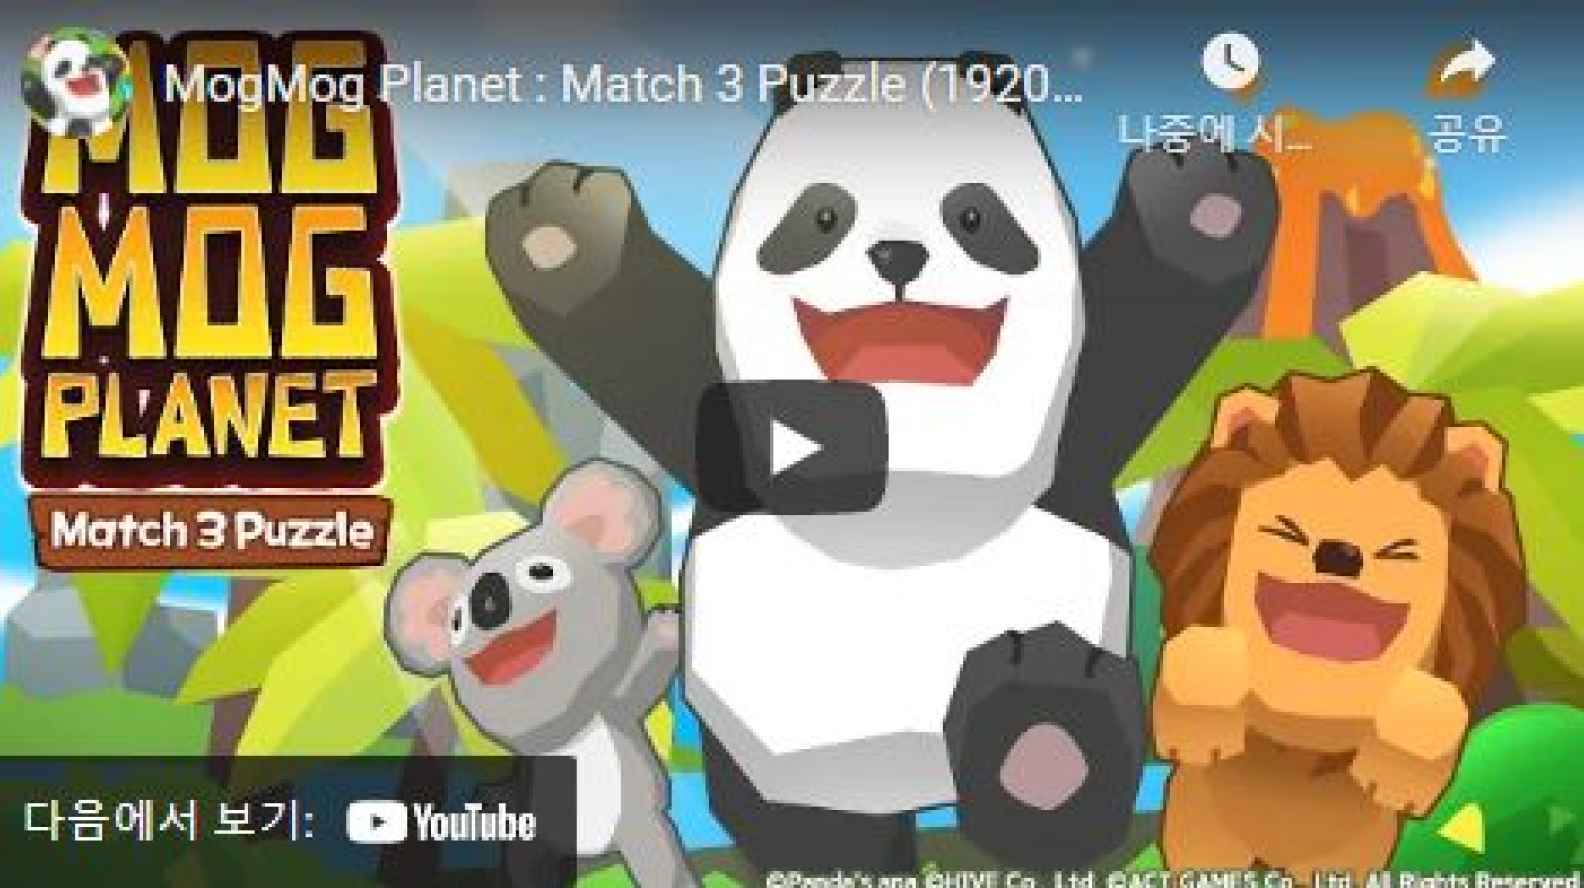 MogMog Planet : Match 3 Puzzle (1920...
나중에 시...
공유
MOG
MOG
PLANET
Match 3 Puzzle
다음에서 보기: YouTube
©Panda's ana ©HIVE Co., Ltd. ©ACT GAMES Co., Ltd. All Rights Reserved.